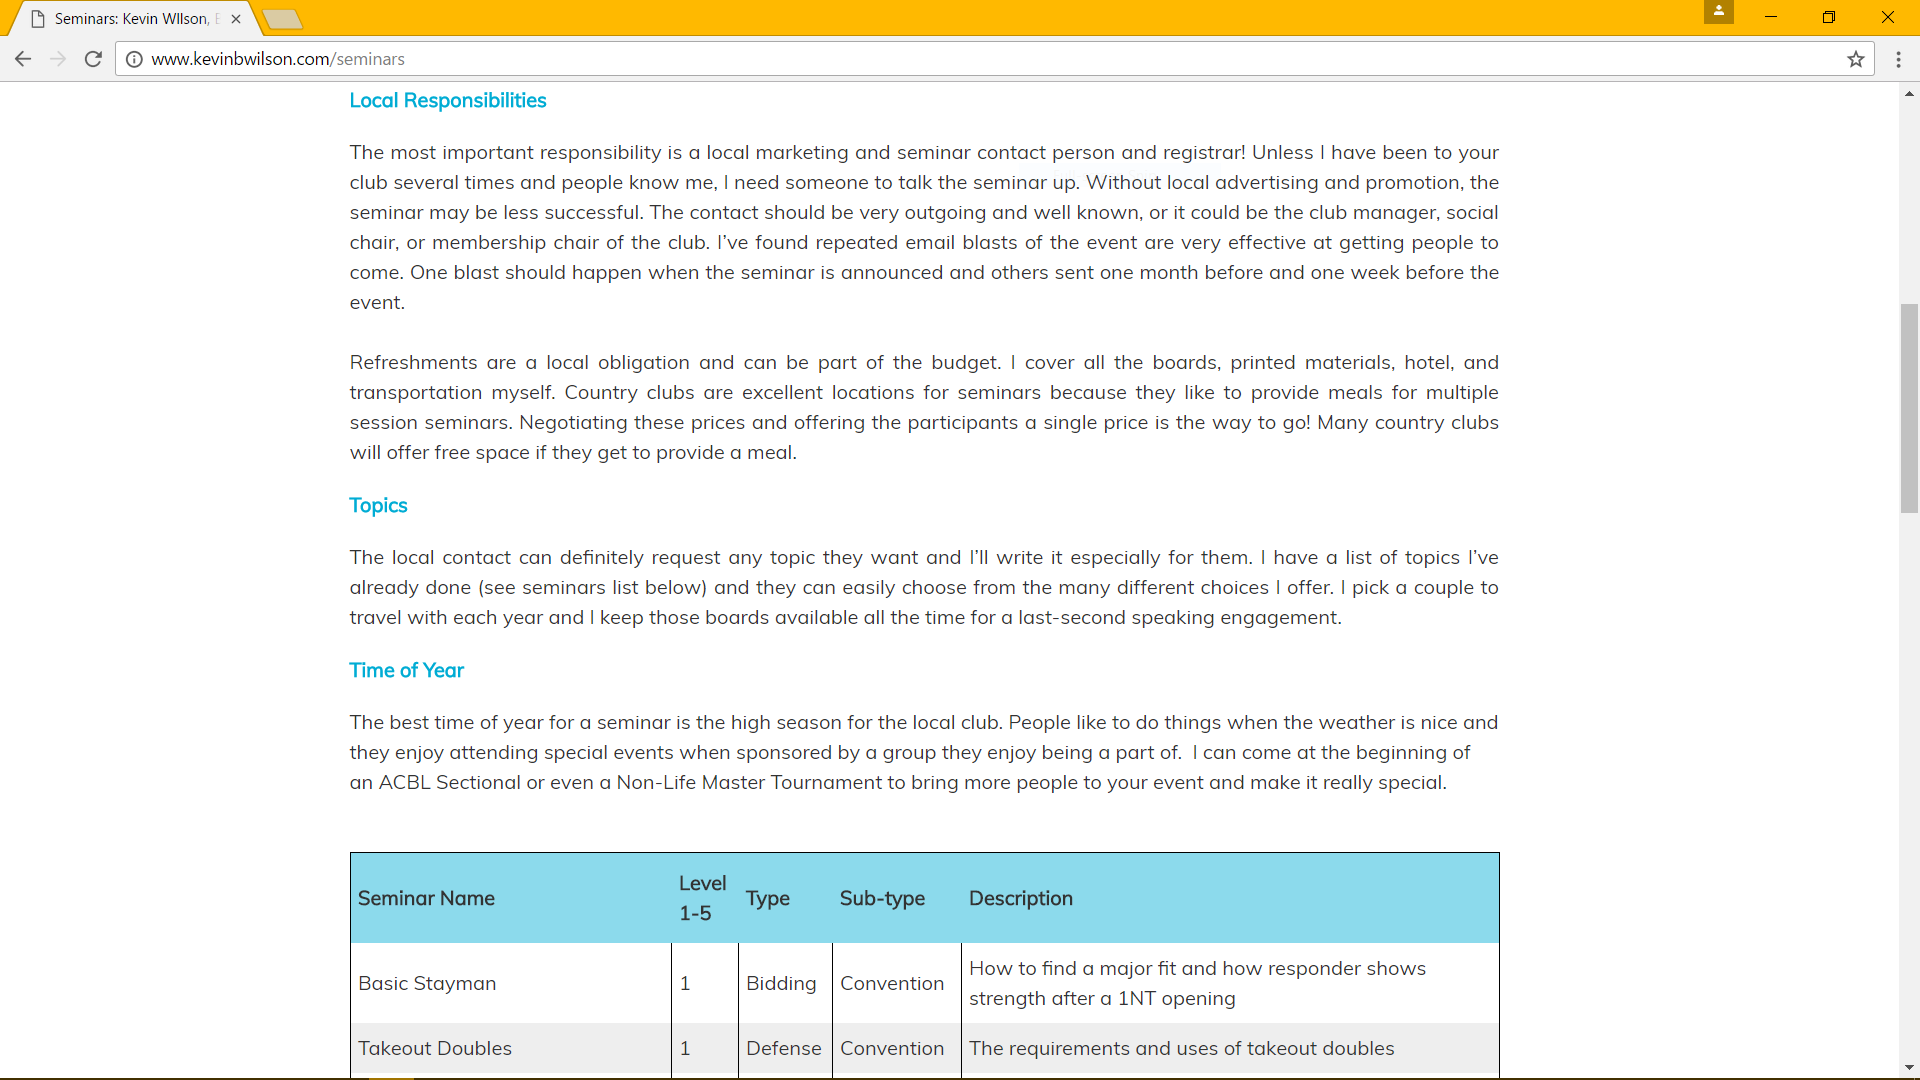 Seminars: Kevin WIlson,
www.kevinbwilson.com/seminars
Local Responsibilities
The most important responsibility is a local marketing and seminar contact person and registrar! Unless I have been to your
club several times and people know me, I need someone to talk the seminar up. Without local advertising and promotion, the
seminar may be less successful. The contact should be very outgoing and well known, or it could be the club manager, social
chair, or membership chair of the club. I’ve found repeated email blasts of the event are very effective at getting people to
come. One blast should happen when the seminar is announced and others sent one month before and one week before the
event.
Refreshments are a local obligation and can be part of the budget. I cover all the boards, printed materials, hotel, and
transportation myself. Country clubs are excellent locations for seminars because they like to provide meals for multiple
session seminars. Negotiating these prices and offering the participants a single price is the way to go! Many country clubs
will offer free space if they get to provide a meal.
Topics
The local contact can definitely request any topic they want and I’ll write it especially for them. I have a list of topics I’ve
already done (see seminars list below) and they can easily choose from the many different choices I offer. I pick a couple to
travel with each year and I keep those boards available all the time for a last-second speaking engagement.
Time of Year
The best time of year for a seminar is the high season for the local club. People like to do things when the weather is nice and
they enjoy attending special events when sponsored by a group they enjoy being a part of. I can come at the beginning of
an ACBL Sectional or even a Non-Life Master Tournament to bring more people to your event and make it really special.
Seminar Name Level 1-5 Type Sub-type Description
Basic Stayman 1 Bidding Convention How to find a major fit and how responder shows
strength after a 1NT opening
Takeout Doubles 1 Defense Convention The requirements and uses of takeout doubles